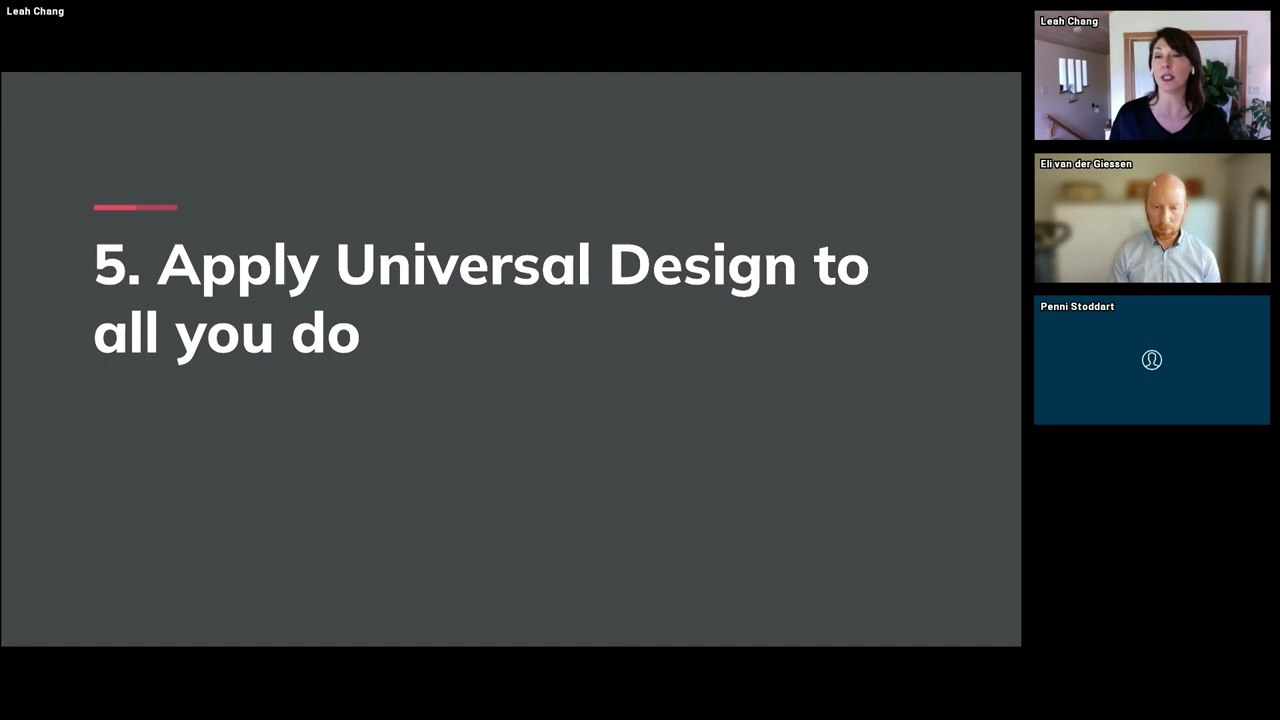 Leah Chang
5. Apply Universal Design to
all you do
Leah Chang
Eli van der Giessen
Penni Stoddart